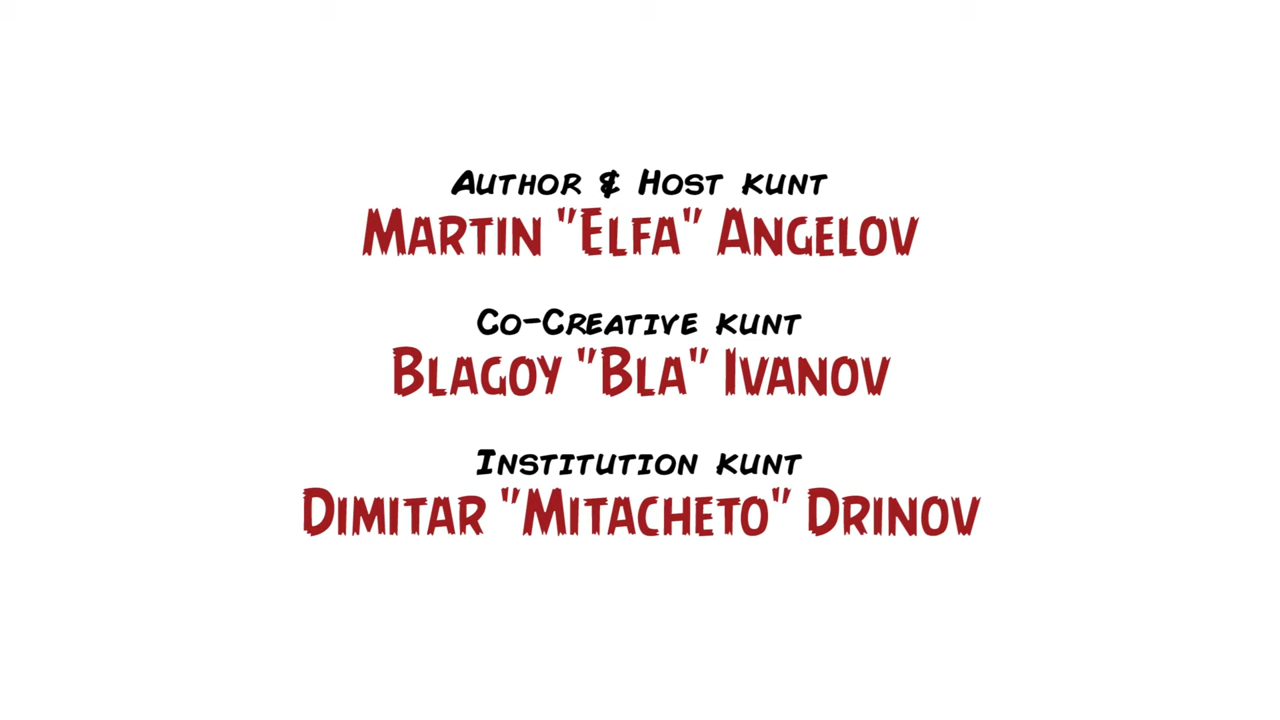 Author & Host kunt
Martin "Elfa" Angelov
Co-Creative kunt
Blagoy "Bla" Ivanov
Institution kunt
Dimitar "Mitacheto" Drinov